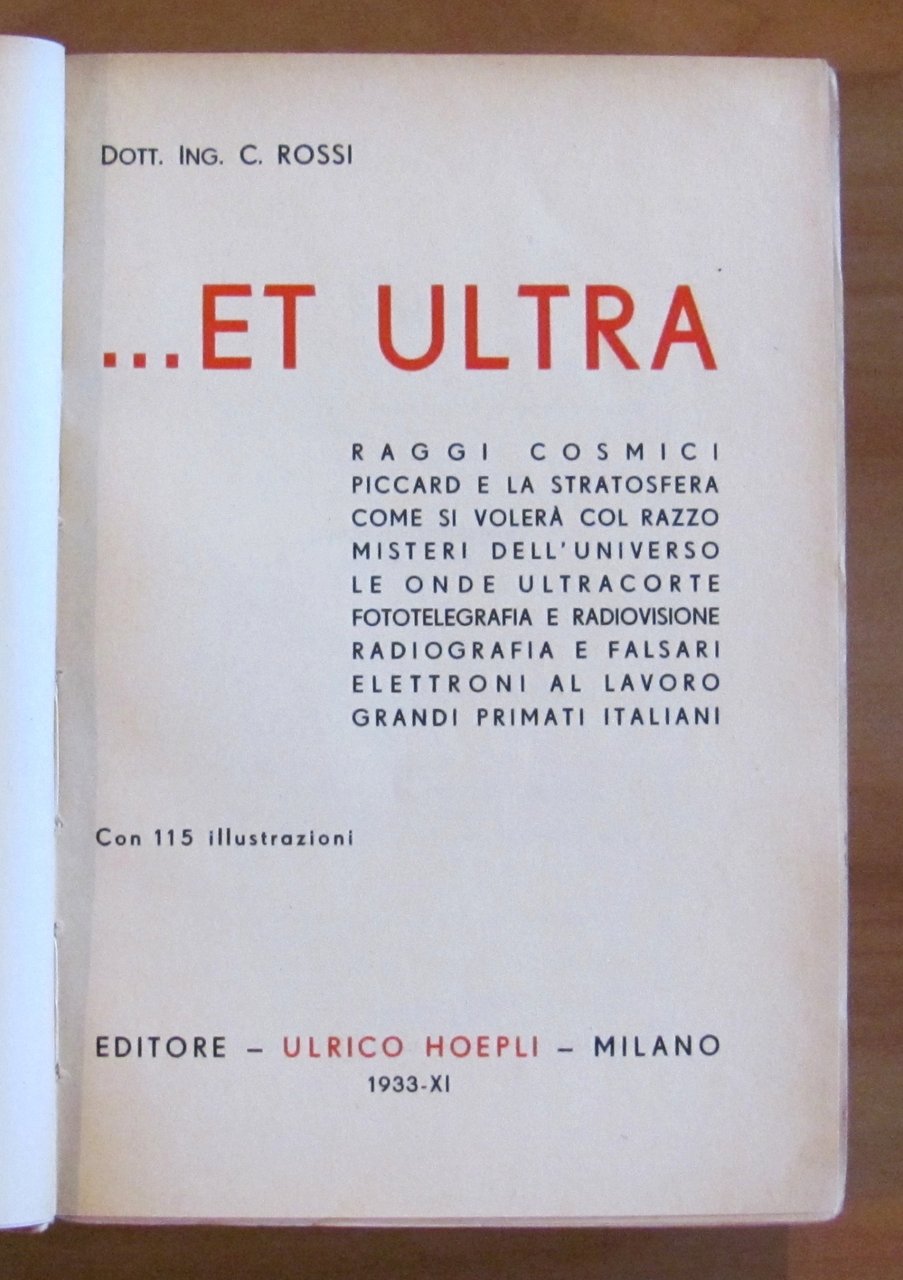 DOTT. ING. C. ROSSI
...ET ULTRA
RAGGI COSMICI
PICCARD E LA STRATOSFERA
COME SI VOLERÀ COL RAZZO
MISTERI DELL'UNIVERSO
LE ONDE ULTRACORTE
FOTOTELEGRAFIA E RADIOVISIONE
RADIOGRAFIA E FALSARI
ELETTRONI AL LAVORO
GRANDI PRIMATI ITALIANI
Con 115 illustrazioni
EDITORE – ULRICO HOEPLI – MILANO
1933-XI